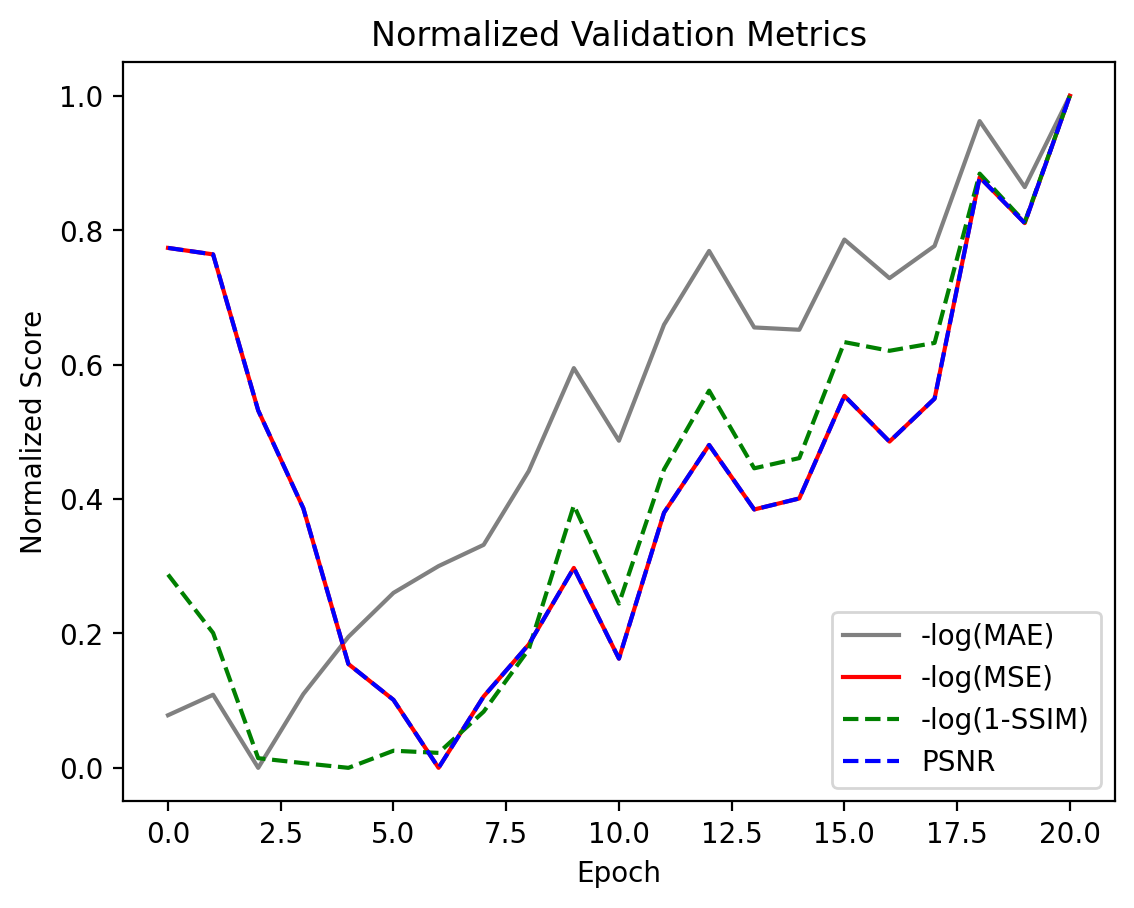 Normalized Validation Metrics
Normalized Score
1.0
0.8
0.6
0.4
0.2
0.0
-log(MAE)
-log(MSE)
-log(1-SSIM)
PSNR
0.0 2.5 5.0 7.5 10.0 12.5 15.0 17.5 20.0
Epoch